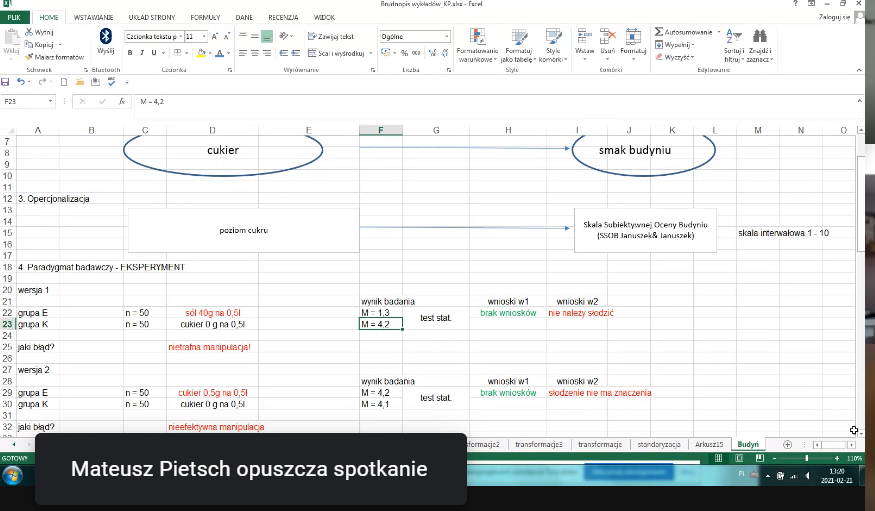 Brudnopis wykładów KP.xlsx - Excel
PLIK HOME WSTAWIANIE UKŁAD STRONY FORMUŁY DANE RECENZJA WIDOK Zaloguj się
Wklej Wytnij Kopiuj Malarz formatów Schowek
Wyślij Bluetooth
Czcionka tekstu p 11 B I U Czcionka
Zawijaj tekst Scal i wyśrodkuj Wyrównanie
Ogólne % 000 Liczba
Formatowanie warunkowe Formatuj jako tabelę Style komórki Style
Wstaw Usuń Formatuj Komórki
Autosumowanie Wypełnij Wyczyść Sortuj i filtruj Znajdź i zaznacz Edytowanie
F23 fx M = 4,2
A B C D E F G H I J K L M N O
7
8 cukier smak budyniu
9
10
11
12 3. Opercjonalizacja
13
14 Skala Subiektywnej Oceny Budyniu
15 poziom cukru (SSOB Januszek& Januszek) skala interwałowa 1 - 10
16
17
18 4. Paradygmat badawczy - EKSPERYMENT
19
20 wersja 1
21 wynik badania wnioski w1 wnioski w2
22 grupa E n = 50 sól 40g na 0,5l M = 1,3 test stat. brak wniosków nie należy słodzić
23 grupa K n = 50 cukier 0 g na 0,5l M = 4,2
24
25 jaki błąd? nietrafna manipulacja!
26
27 wersja 2
28 wynik badania wnioski w1 wnioski w2
29 grupa E n = 50 cukier 0,5g na 0,5l M = 4,2 test stat. brak wniosków słodzenie nie ma znaczenia
30 grupa K n = 50 cukier 0 g na 0,5l M = 4,1
31
32 jaki błąd? nieefektywna manipulacja
transformacje3 transformacje standaryzacja Arkusz15 Budyń
GOTOWY 110%
Mateusz Pietsch opuszcza spotkanie
PL 13:20
2021-02-21